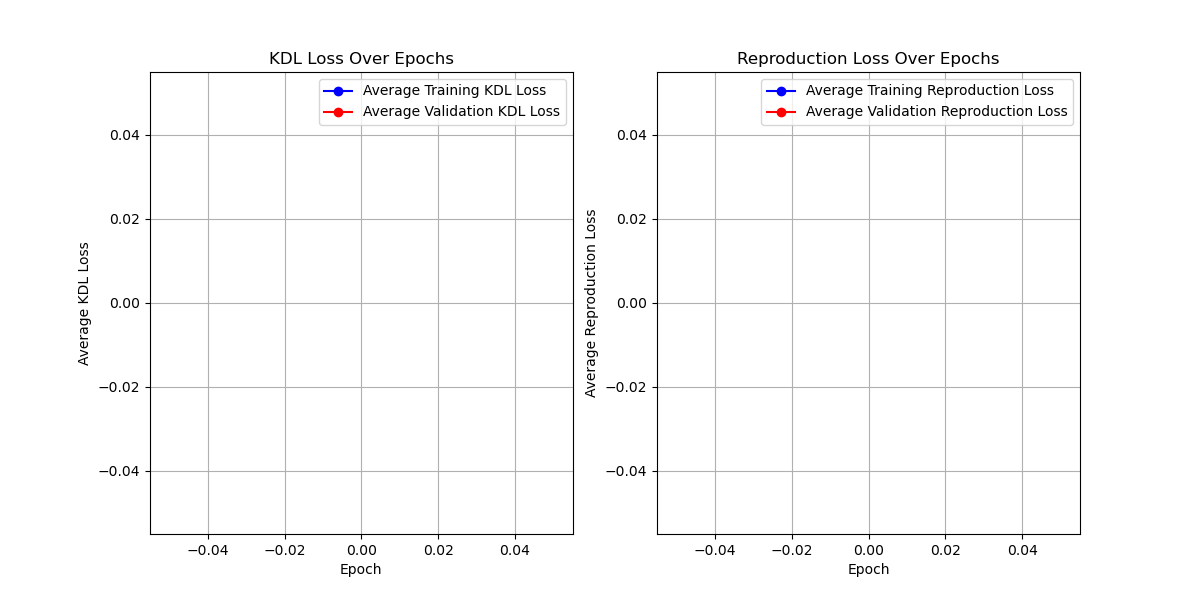 KDL Loss Over Epochs
Average Training KDL Loss
Average Validation KDL Loss
Average KDL Loss
0.04
0.02
0.00
−0.02
−0.04
−0.04
−0.02
0.00
0.02
0.04
Epoch
Reproduction Loss Over Epochs
Average Training Reproduction Loss
Average Validation Reproduction Loss
Average Reproduction Loss
0.04
0.02
0.00
−0.02
−0.04
−0.04
−0.02
0.00
0.02
0.04
Epoch